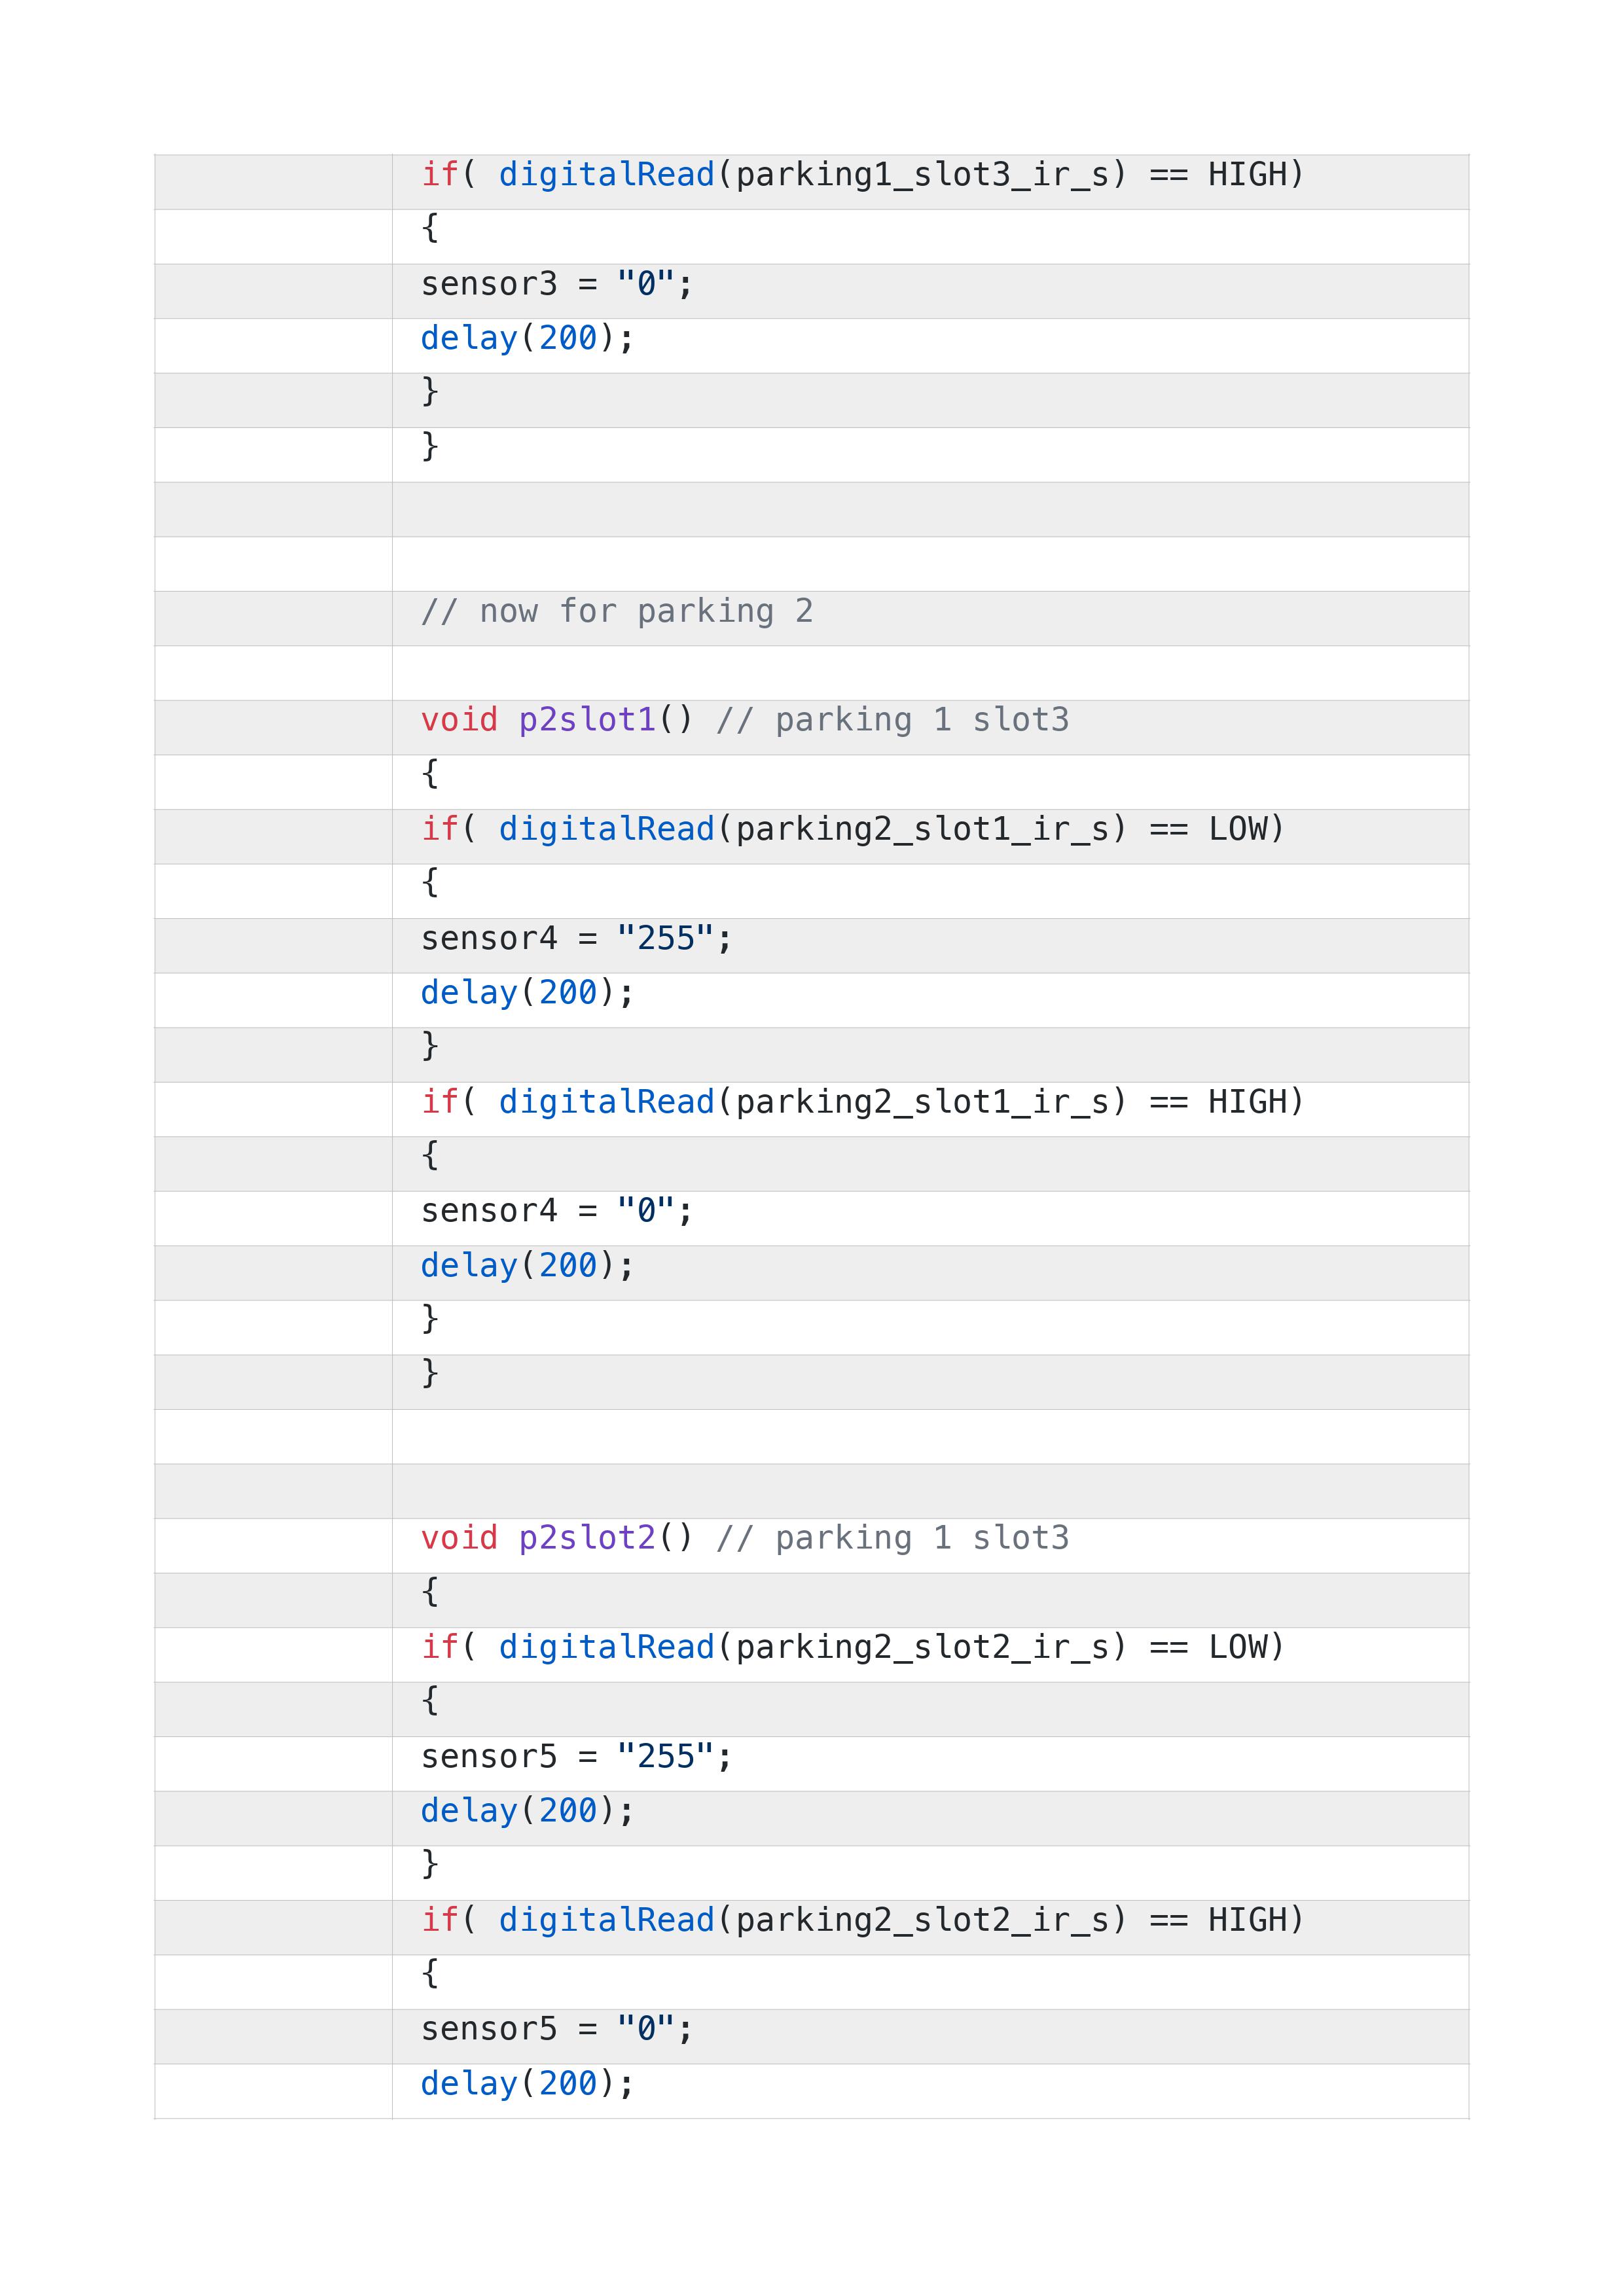 if( digitalRead(parking1_slot3_ir_s) == HIGH)
{
sensor3 = "0";
delay(200);
}
}
// now for parking 2
void p2slot1() // parking 1 slot3
{
if( digitalRead(parking2_slot1_ir_s) == LOW)
{
sensor4 = "255";
delay(200);
}
if( digitalRead(parking2_slot1_ir_s) == HIGH)
{
sensor4 = "0";
delay(200);
}
}
void p2slot2() // parking 1 slot3
{
if( digitalRead(parking2_slot2_ir_s) == LOW)
{
sensor5 = "255";
delay(200);
}
if( digitalRead(parking2_slot2_ir_s) == HIGH)
{
sensor5 = "0";
delay(200);